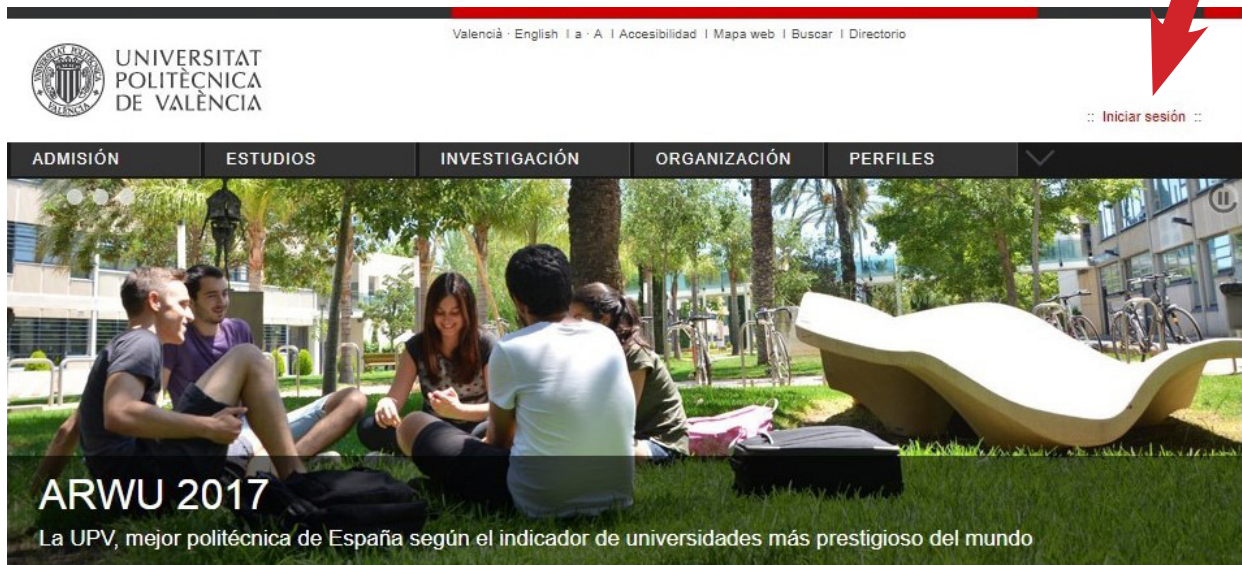 Valencià · English | a · A | Accesibilidad | Mapa web | Buscar | Directorio
UNIVERSITAT
POLITÈCNICA
DE VALÈNCIA
:: Iniciar sesión ::
ADMISIÓN ESTUDIOS INVESTIGACIÓN ORGANIZACIÓN PERFILES
ARWU 2017
La UPV, mejor politécnica de España según el indicador de universidades más prestigioso del mundo